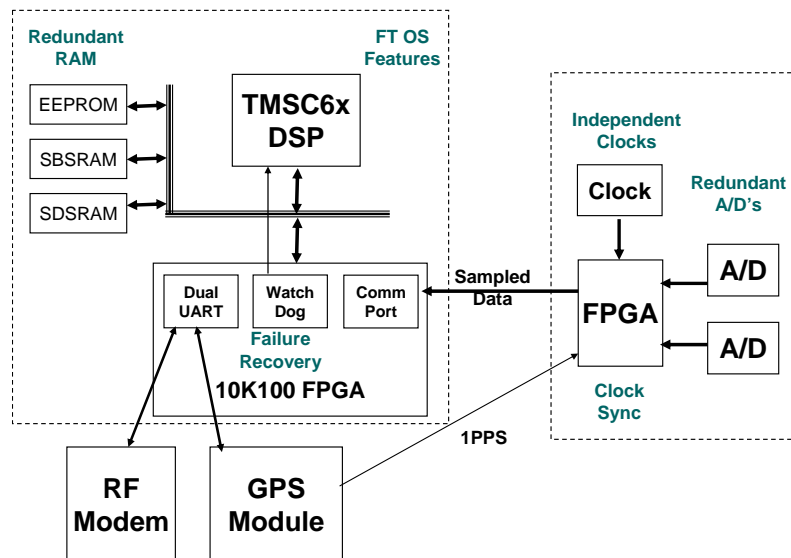 Redundant
RAM
FT OS
Features
EEPROM
SBSRAM
SDSRAM
TMSC6x
DSP
Independent
Clocks
Clock
Redundant
A/D's
A/D
A/D
FPGA
Clock
Sync
Sampled
Data
Dual
UART
Watch
Dog
Comm
Port
Failure
Recovery
10K100 FPGA
1PPS
RF
Modem
GPS
Module